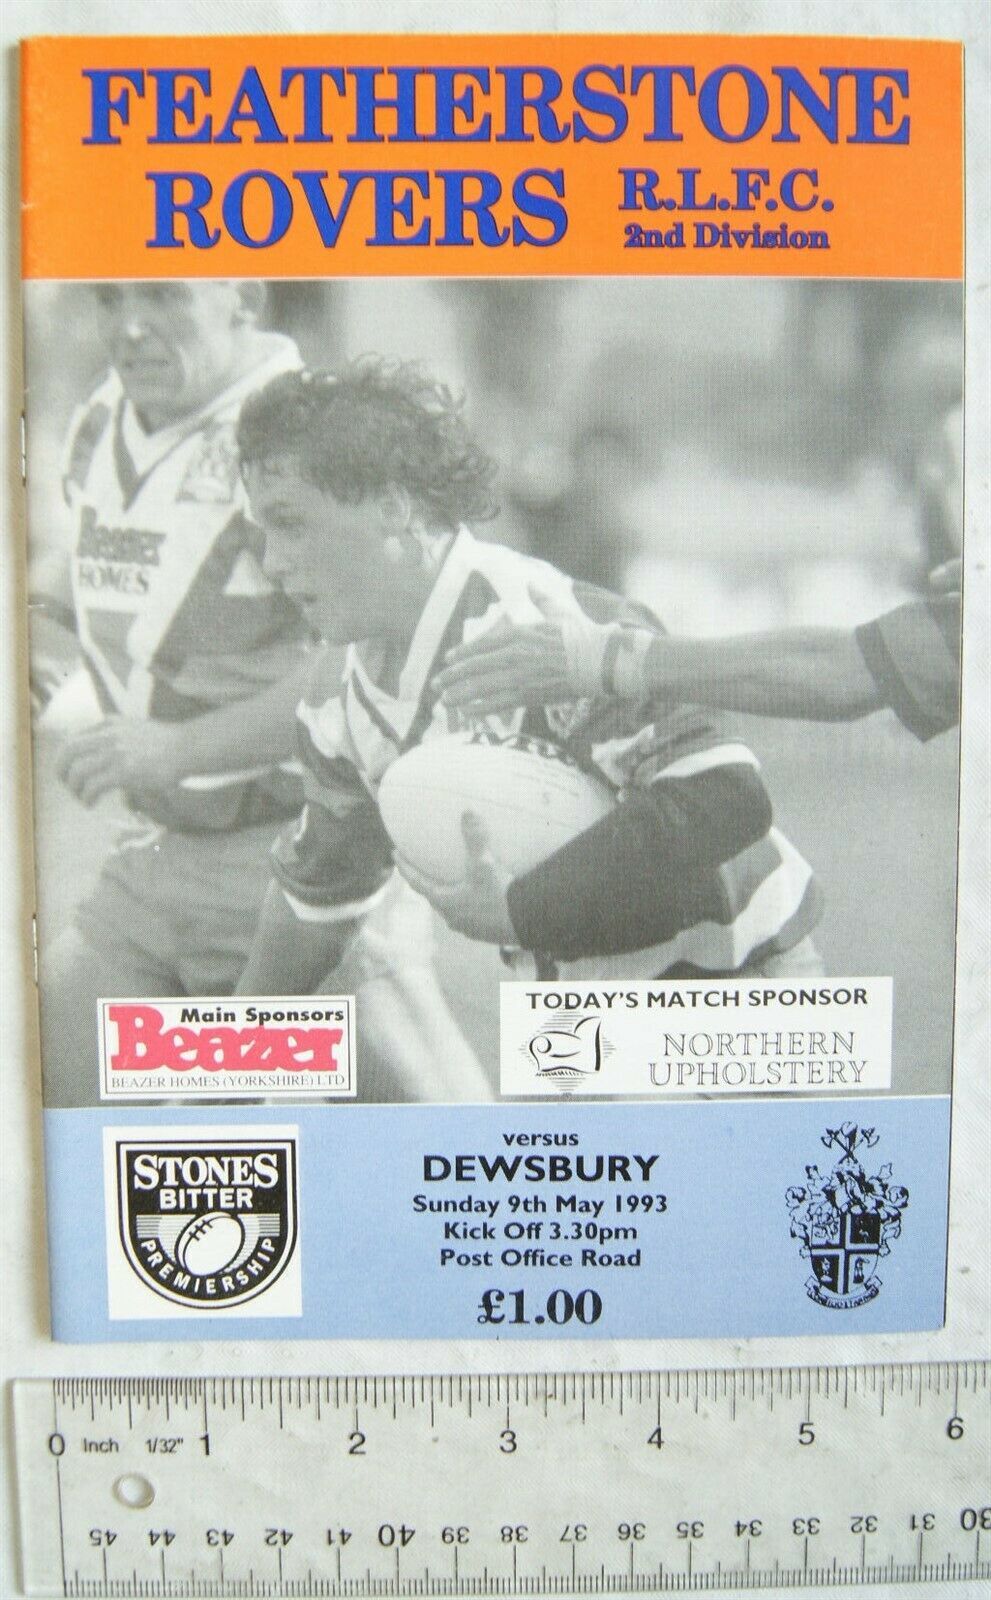 FEATHERSTONE
ROVERS R.L.F.C.
2nd Division
Beazer
HOMES
Main Sponsors
Beazer
BEAZER HOMES (YORKSHIRE) LTD
TODAY'S MATCH SPONSOR
NORTHERN
UPHOLSTERY
STONES
BITTER
PREMIERSHIP
versus
DEWSBURY
Sunday 9th May 1993
Kick Off 3.30pm
Post Office Road
£1.00
0 Inch 1/32" 1 2 3 4 5 6
45 44 43 42 41 40 39 38 37 36 35 34 33 32 31 30